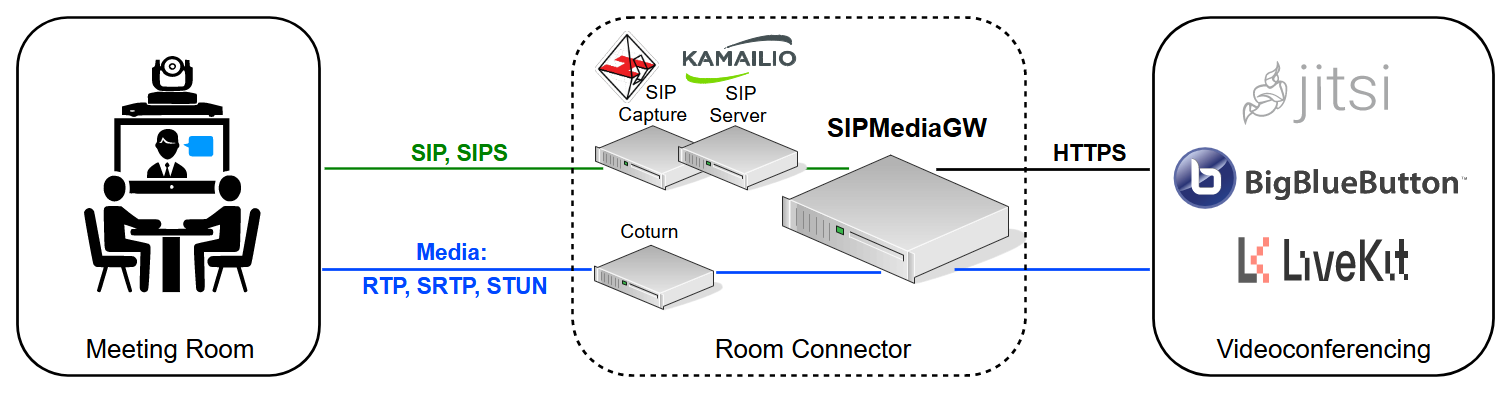 KAMAILIO
SIP
Capture
SIP
Server
SIPMediaGW
SIP, SIPS
HTTPS
jitsi
BigBlueButton™
Coturn
Media:
RTP, SRTP, STUN
LiveKit
Meeting Room
Room Connector
Videoconferencing